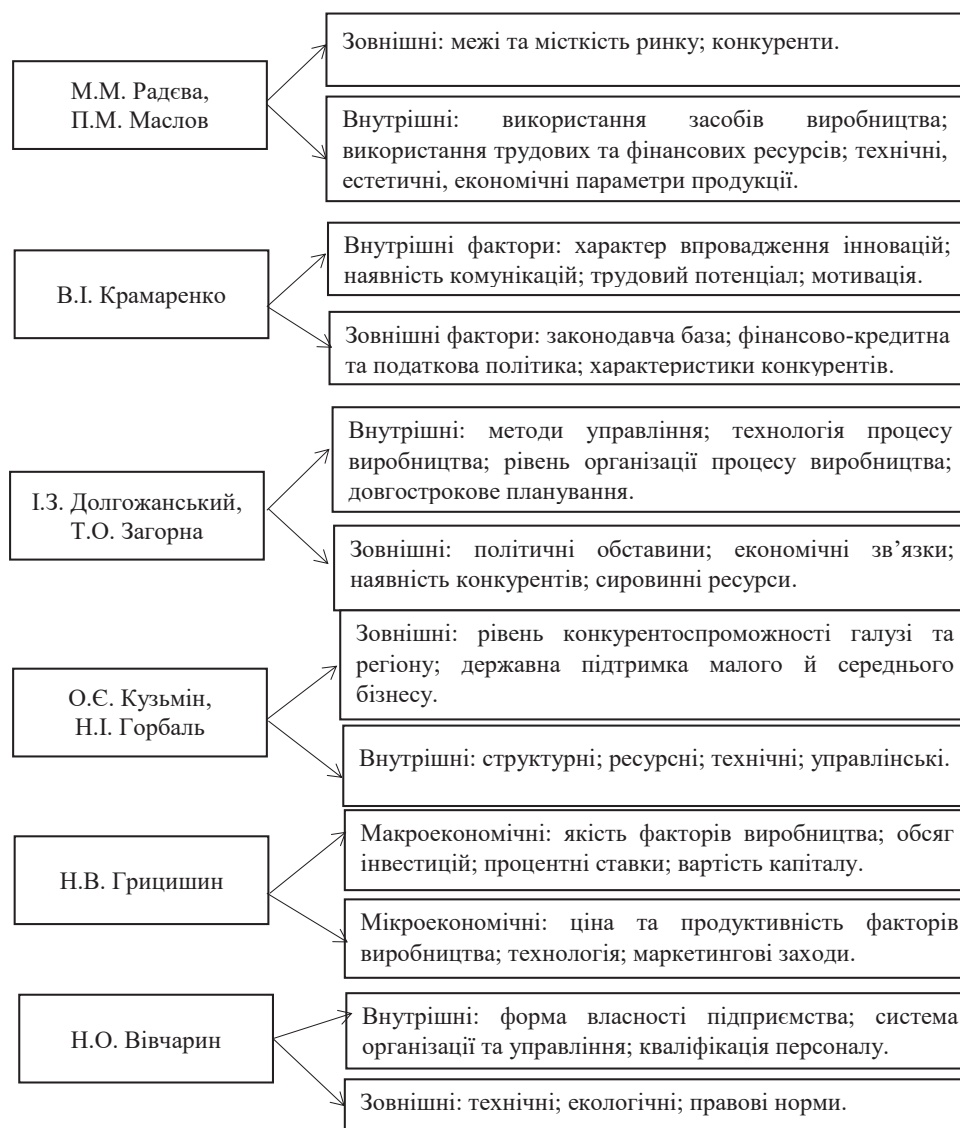 Зовнішні: межі та місткість ринку; конкуренти.
М.М. Радєва,
П.М. Маслов
Внутрішні: використання засобів виробництва;
використання трудових та фінансових ресурсів; технічні,
естетичні, економічні параметри продукції.
Внутрішні фактори: характер впровадження інновацій;
наявність комунікацій; трудовий потенціал; мотивація.
В.І. Крамаренко
Зовнішні фактори: законодавча база; фінансово-кредитна
та податкова політика; характеристики конкурентів.
Внутрішні: методи управління; технологія процесу
виробництва; рівень організації процесу виробництва;
довгострокове планування.
І.З. Долгожанський,
Т.О. Загорна
Зовнішні: політичні обставини; економічні зв’язки;
наявність конкурентів; сировинні ресурси.
Зовнішні: рівень конкурентоспроможності галузі та
регіону; державна підтримка малого й середнього
бізнесу.
О.Є. Кузьмін,
Н.І. Горбаль
Внутрішні: структурні; ресурсні; технічні; управлінські.
Макроекономічні: якість факторів виробництва; обсяг
інвестицій; процентні ставки; вартість капіталу.
Н.В. Грицишин
Мікроекономічні: ціна та продуктивність факторів
виробництва; технологія; маркетингові заходи.
Внутрішні: форма власності підприємства; система
організації та управління; кваліфікація персоналу.
Н.О. Вівчарин
Зовнішні: технічні; екологічні; правові норми.